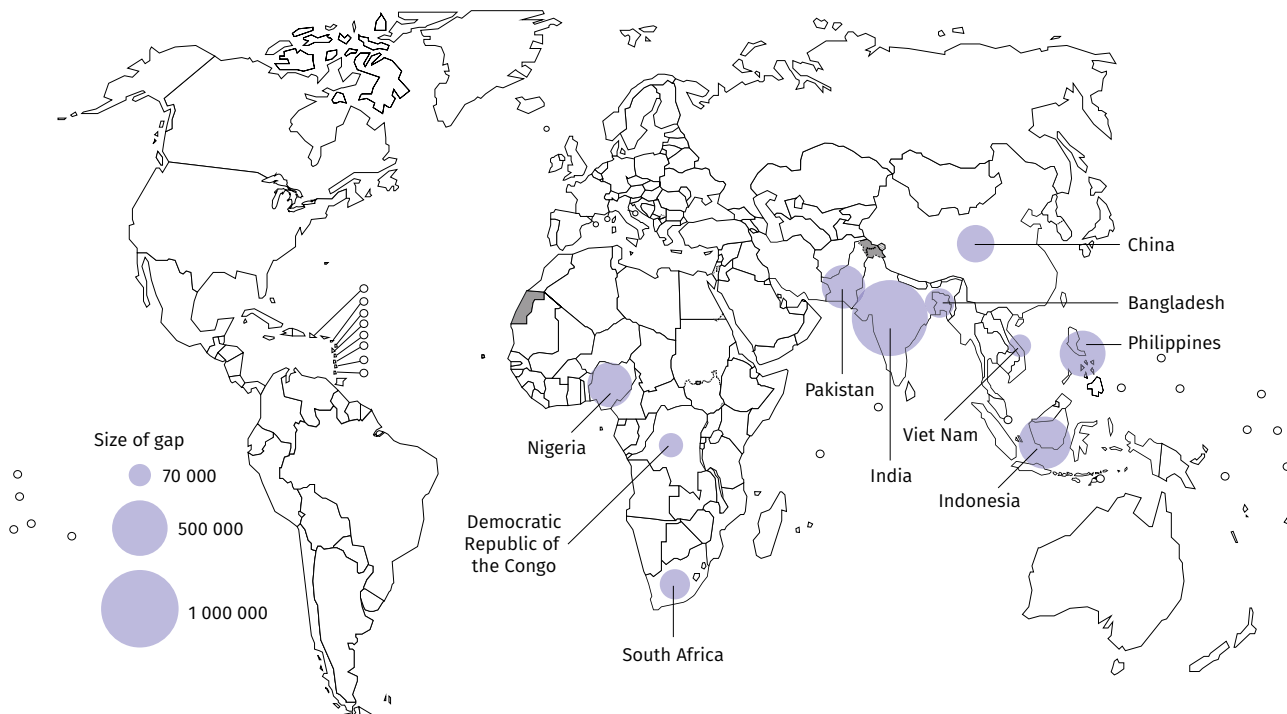 China
Bangladesh
Philippines
Pakistan
Viet Nam
Nigeria
India
Indonesia
Size of gap
70 000
500 000
1 000 000
Democratic
Republic of
the Congo
South Africa